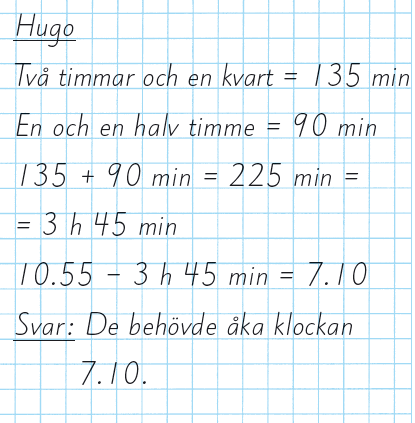 Hugo
Två timmar och en kvart = 135 min
En och en halv timme = 90 min
135 + 90 min = 225 min =
= 3 h 45 min
10.55 - 3 h 45 min = 7.10
Svar: De behövde åka klockan
7.10.